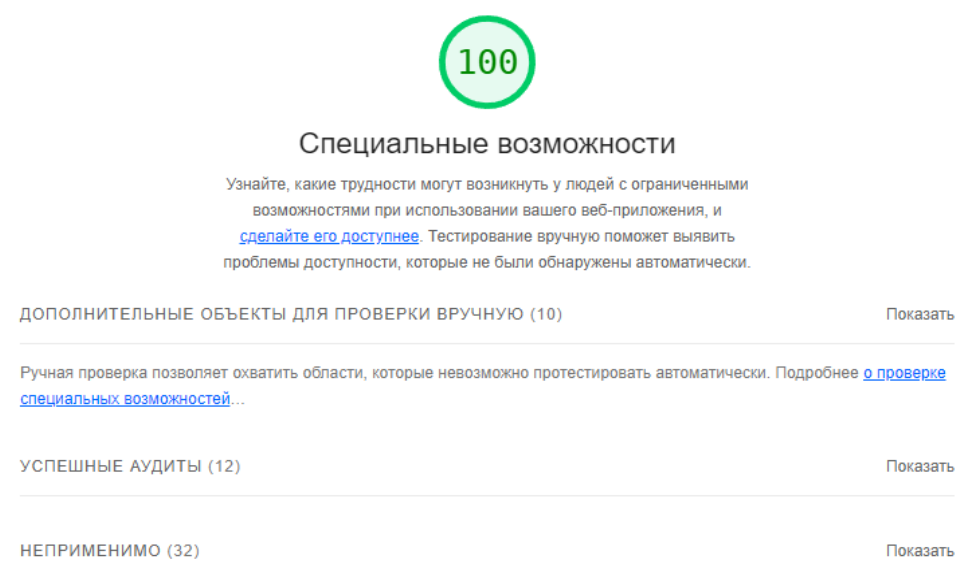 100
Специальные возможности
Узнайте, какие трудности могут возникнуть у людей с ограниченными
возможностями при использовании вашего веб-приложения, и
сделайте его доступнее. Тестирование вручную поможет выявить
проблемы доступности, которые не были обнаружены автоматически.
ДОПОЛНИТЕЛЬНЫЕ ОБЪЕКТЫ ДЛЯ ПРОВЕРКИ ВРУЧНУЮ (10) Показать
Ручная проверка позволяет охватить области, которые невозможно протестировать автоматически. Подробнее о проверке
специальных возможностей…
УСПЕШНЫЕ АУДИТЫ (12) Показать
НЕПРИМЕНИМО (32) Показать